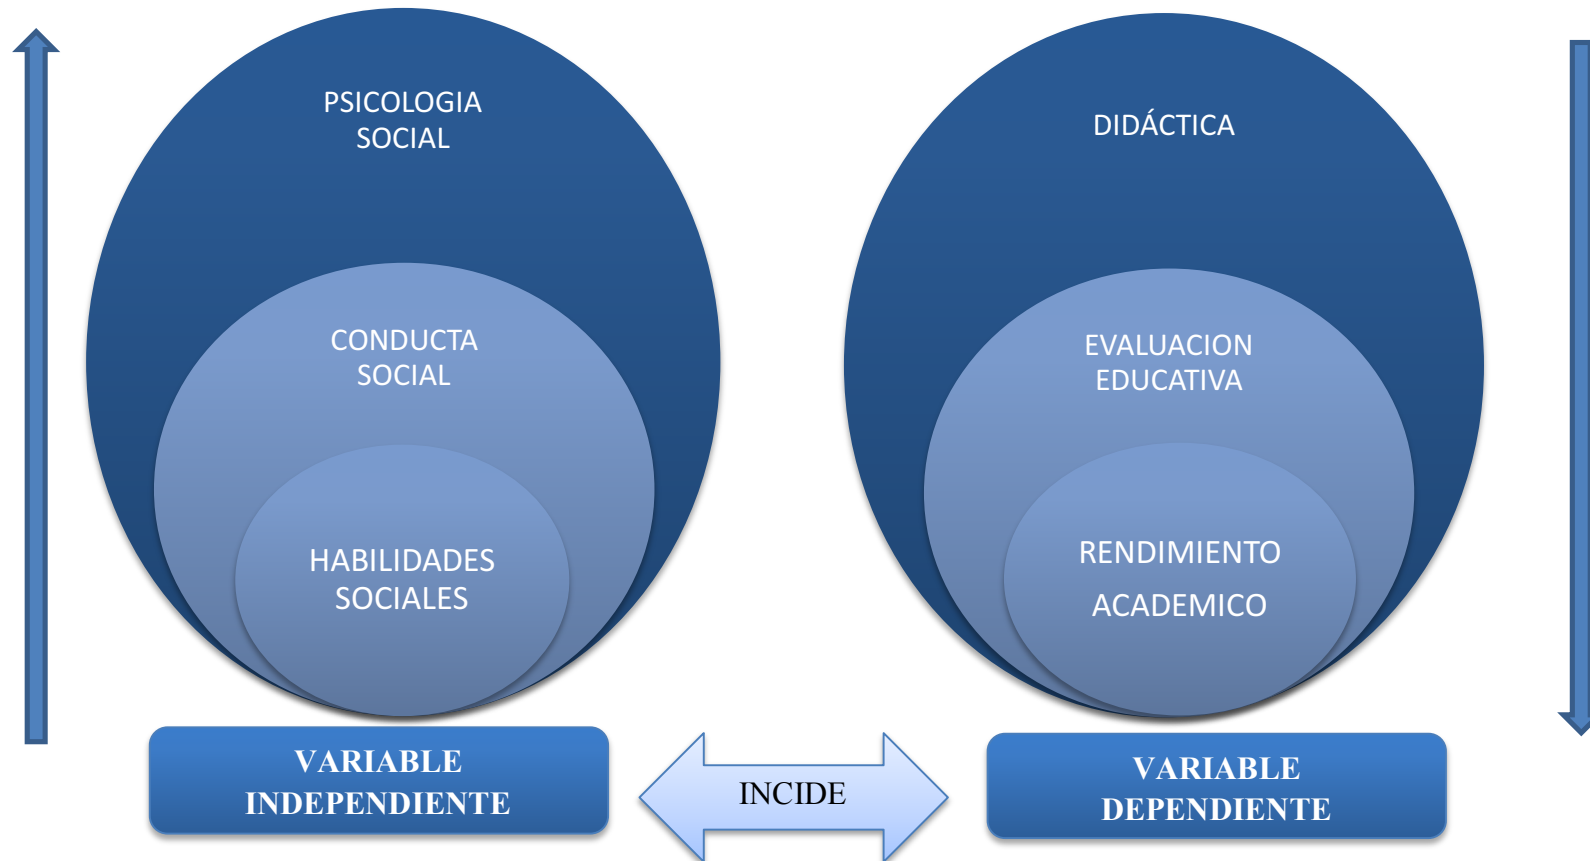 PSICOLOGIA
SOCIAL
CONDUCTA
SOCIAL
HABILIDADES
SOCIALES
VARIABLE
INDEPENDIENTE
INCIDE
DIDÁCTICA
EVALUACION
EDUCATIVA
RENDIMIENTO
ACADEMICO
VARIABLE
DEPENDIENTE